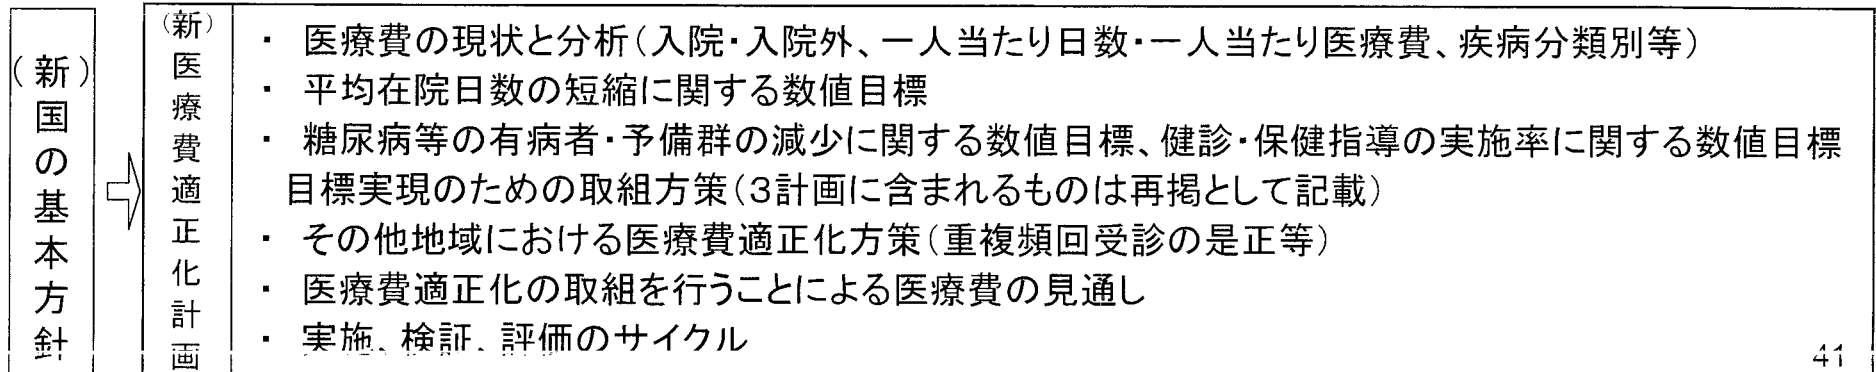 (新)国の基本方針
(新)医療費適正化計画
・ 医療費の現状と分析(入院・入院外、一人当たり日数・一人当たり医療費、疾病分類別等)
・ 平均在院日数の短縮に関する数値目標
・ 糖尿病等の有病者・予備群の減少に関する数値目標、健診・保健指導の実施率に関する数値目標
目標実現のための取組方策(3計画に含まれるものは再掲として記載)
・ その他地域における医療費適正化方策(重複頻回受診の是正等)
・ 医療費適正化の取組を行うことによる医療費の見通し
・ 実施、検証、評価のサイクル
41